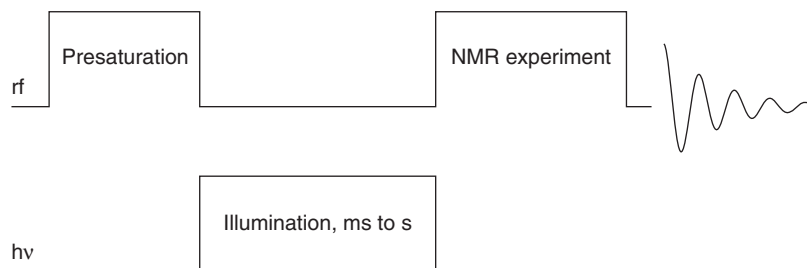 Presaturation
NMR experiment
rf
Illumination, ms to s
hν